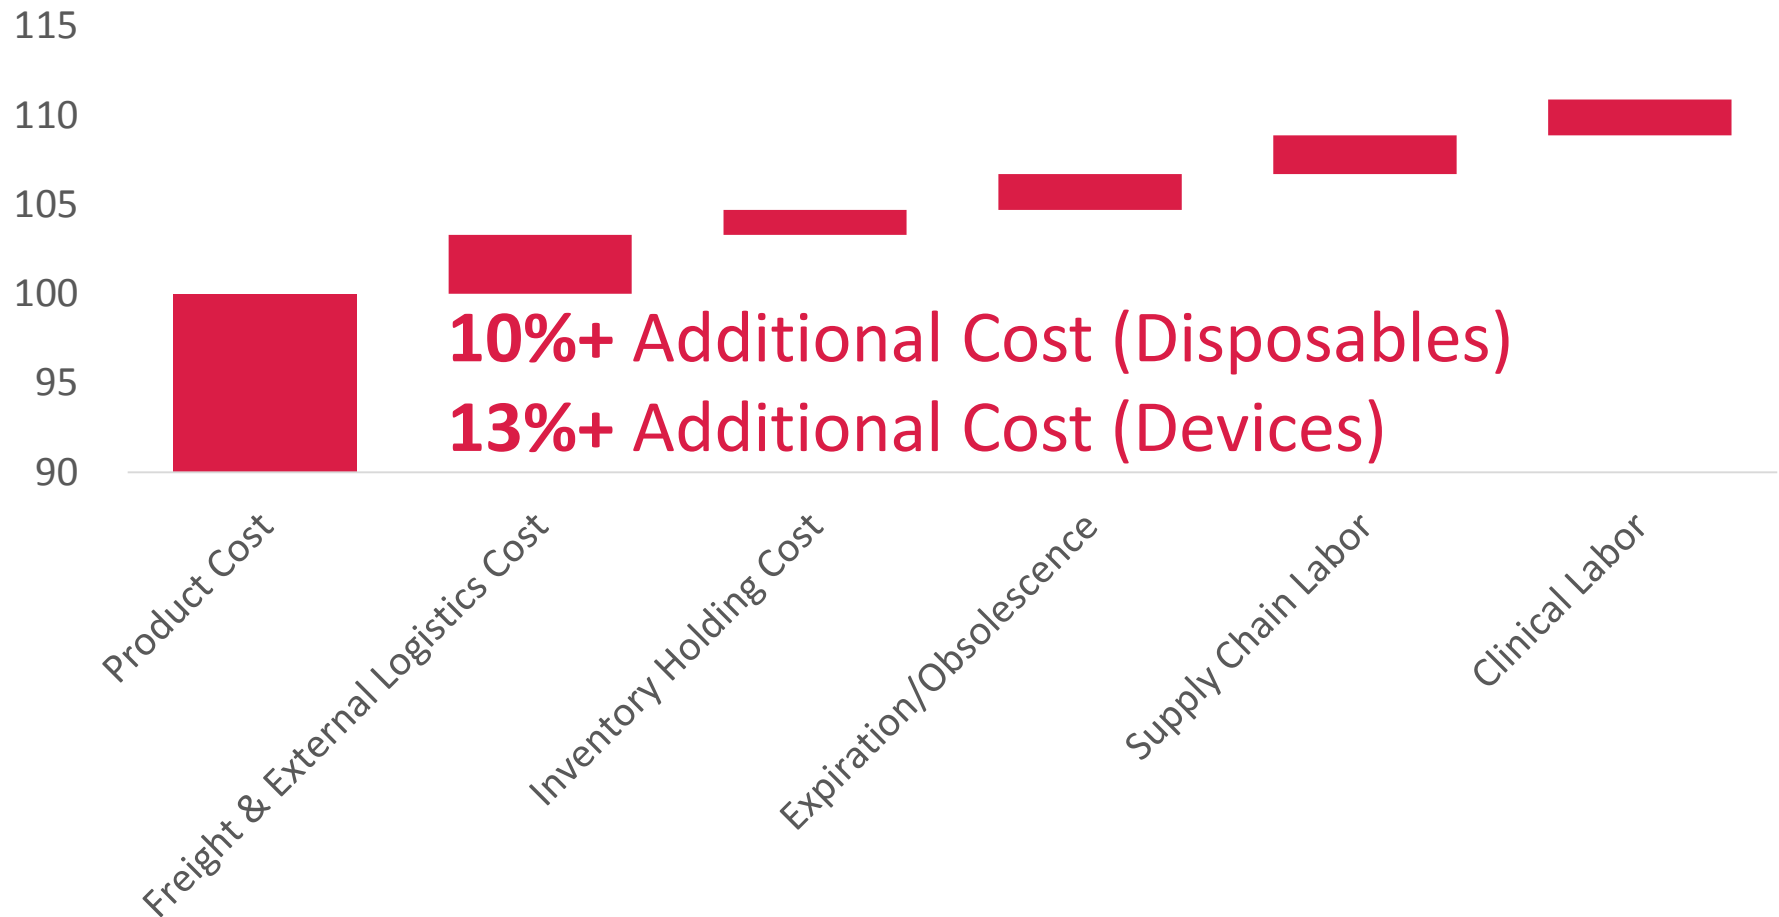 115
110
105
100
95
90
10%+ Additional Cost (Disposables)
13%+ Additional Cost (Devices)
Product Cost
Freight & External Logistics Cost
Inventory Holding Cost
Expiration/Obsolescence
Supply Chain Labor
Clinical Labor